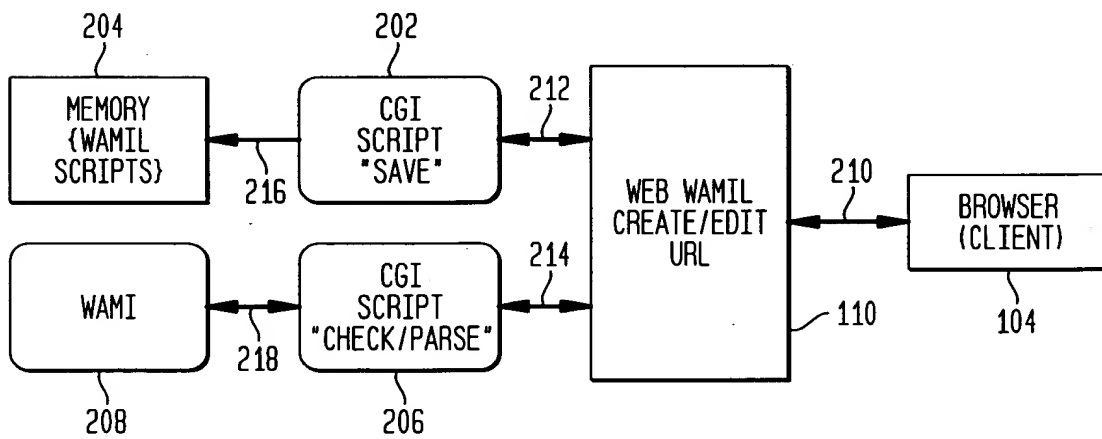 204
202
MEMORY
{WAMIL
SCRIPTS}
216
CGI
SCRIPT
"SAVE"
212
WEB WAMIL
CREATE/EDIT
URL
210
BROWSER
(CLIENT)
104
110
WAMI
218
CGI
SCRIPT
"CHECK/PARSE"
214
208
206